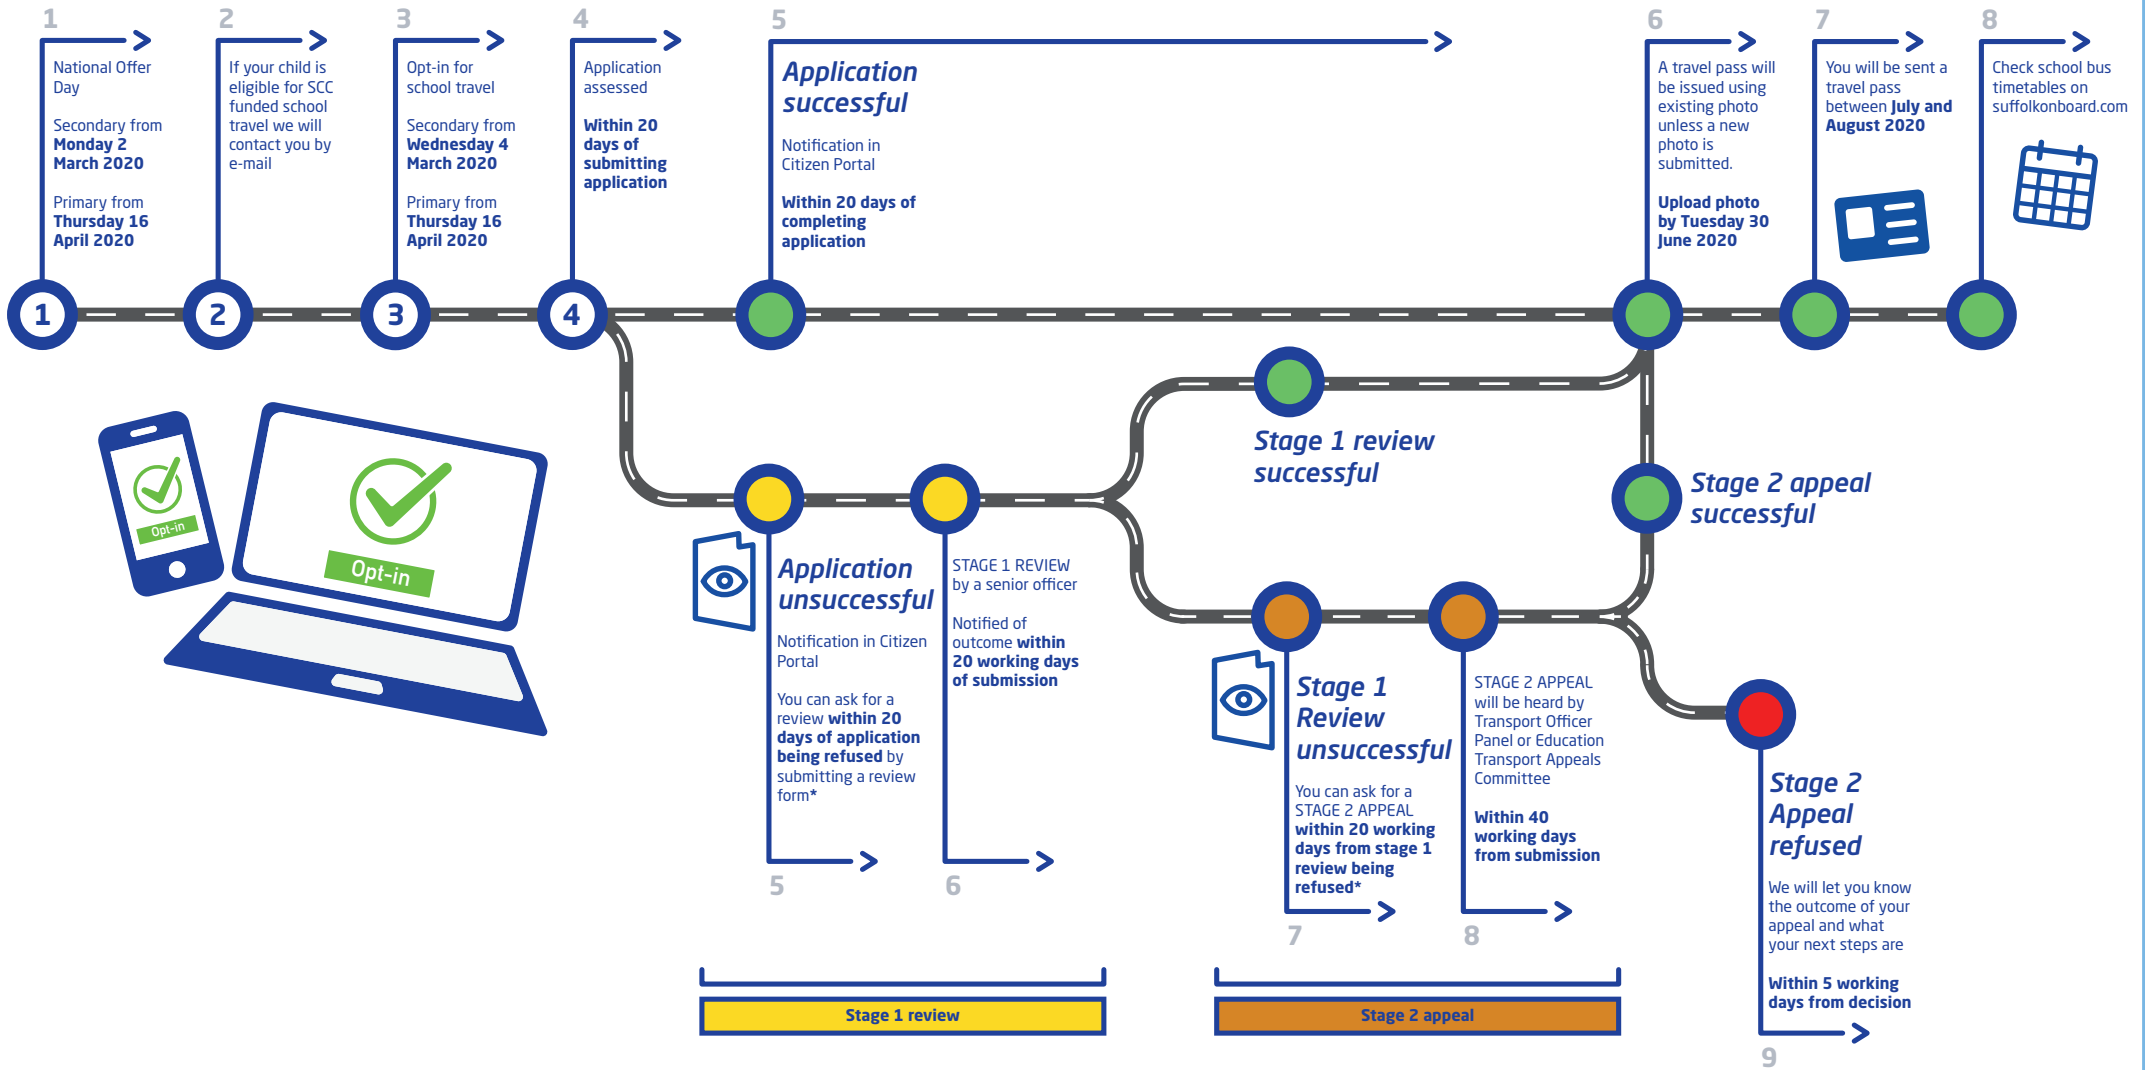 1
National Offer
Day
Secondary from
Monday 2
March 2020
Primary from
Thursday 16
April 2020
2
If your child is
eligible for SCC
funded school
travel we will
contact you by
e-mail
3
Opt-in for
school travel
Secondary from
Wednesday 4
March 2020
Primary from
Thursday 16
April 2020
4
Application
assessed
Within 20
days of
submitting
application
5
Application
successful
Notification in
Citizen Portal
Within 20 days of
completing
application
6
A travel pass will
be issued using
existing photo
unless a new
photo is
submitted.
Upload photo
by Tuesday 30
June 2020
7
You will be sent a
travel pass
between July and
August 2020
8
Check school bus
timetables on
suffolkonboard.com
1
2
3
4
Opt-in
Opt-in
Stage 1 review
successful
Stage 2 appeal
successful
Application
unsuccessful
Notification in Citizen
Portal
You can ask for a
review within 20
days of application
being refused by
submitting a review
form*
5
STAGE 1 REVIEW
by a senior officer
Notified of
outcome within
20 working days
of submission
6
Stage 1
Review
unsuccessful
You can ask for a
STAGE 2 APPEAL
within 20 working
days from stage 1
review being
refused*
7
STAGE 2 APPEAL
will be heard by
Transport Officer
Panel or Education
Transport Appeals
Committee
Within 40
working days
from submission
8
Stage 2
Appeal
refused
We will let you know
the outcome of your
appeal and what
your next steps are
Within 5 working
days from decision
9
Stage 1 review
Stage 2 appeal